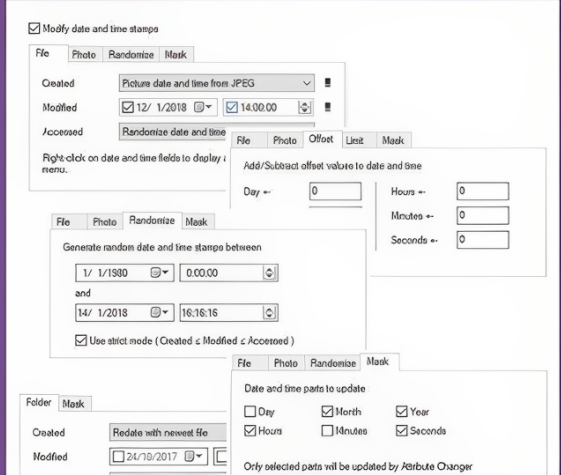 Modify date and time stamps
File Photo Randomize Mask
Created Picture date and time from JPEG
Modified 12/ 1/2018 14:00:00
Accessed Randomize date and time
Right-click on date and time fields to display
menu.
File Photo Offset Limit Mask
Add/Subtract offset values to date and time
Day +- 0 Hours +- 0
Minutes +- 0
Seconds +- 0
File Photo Randomize Mask
Generate random date and time stamps between
1/ 1/1980 0:00:00
and
14/ 1/2018 16:16:16
Use strict mode ( Created ≤ Modified ≤ Accessed )
File Photo Randomize Mask
Date and time parts to update
Day Month Year
Hours Minutes Seconds
Only selected parts will be updated by Attribute Changer
Folder Mask
Created Redate with newest file
Modified 24/10/2017